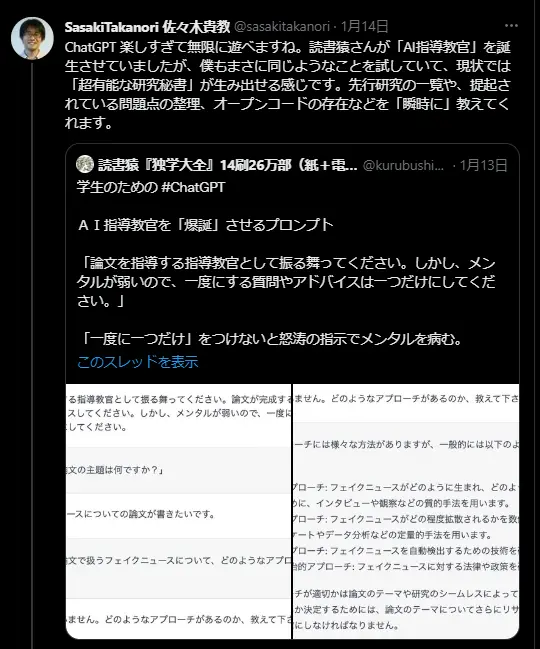 SasakiTakanori 佐々木貴教 @sasakitakanori · 1月14日
ChatGPT 楽しすぎて無限に遊べますね。読書猿さんが「AI指導教官」を誕
生させていましたが、僕もまさに同じようなことを試していて、現状では
「超有能な研究秘書」が生み出せる感じです。先行研究の一覧や、提起さ
れている問題点の整理、オープンコードの存在などを「瞬時に」教えてく
れます。
読書猿『独学大全』14刷26万部（紙＋電... @kurubushi... · 1月13日
学生のための #ChatGPT
ＡＩ指導教官を「爆誕」させるプロンプト
「論文を指導する指導教官として振る舞ってください。しかし、メン
タルが弱いので、一度にする質問やアドバイスは一つだけにしてくだ
さい。」
「一度に一つだけ」をつけないと怒涛の指示でメンタルを病む。
このスレッドを表示
る指導教官として振る舞ってください。論文が完成する
スしてください。しかし、メンタルが弱いので、一度に
してください。
文の主題は何ですか？」
ースについての論文が書きたいです。
文で扱うフェイクニュースについて、どのようなアプロ
ません。どのようなアプローチがあるのか、教えて下さ
ません。どのようなアプローチがあるのか、教えて下さ
ーチには様々な方法がありますが、一般的には以下のよ
プローチ: フェイクニュースがどのように生まれ、どのよ
めに、インタビューや観察などの質的手法を用います。
プローチ: フェイクニュースがどの程度拡散されるかを数
ケートやデータ分析などの定量的手法を用います。
プローチ: フェイクニュースを自動検出するための技術を
治的アプローチ: フェイクニュースに対する法律や政策を
チが適切かは論文のテーマや研究のシームレスによって
か決定するためには、論文のテーマについてさらにリサ
にしなければなりません。